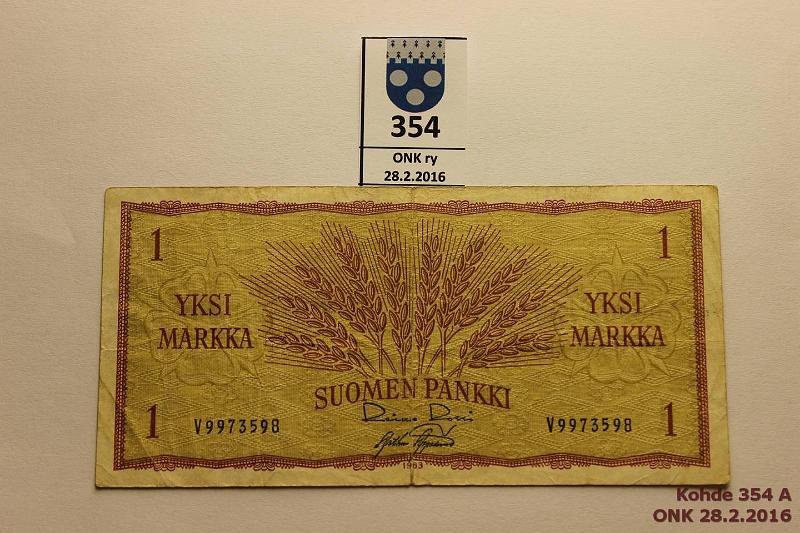 354
ONK ry
28.2.2016
1 1
YKSI YKSI
MARKKA MARKKA
SUOMEN PANKKI
1 V9973598 V9973598 1
1963
Kohde 354 A
ONK 28.2.2016